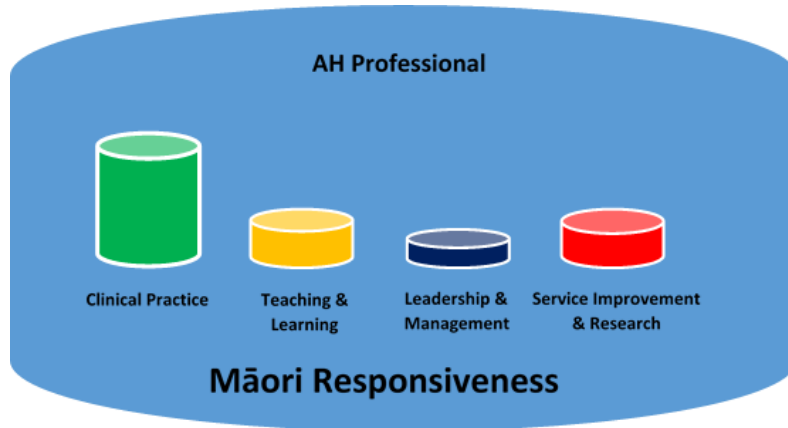 AH Professional
Clinical Practice
Teaching &
Learning
Leadership &
Management
Service Improvement
& Research
Māori Responsiveness